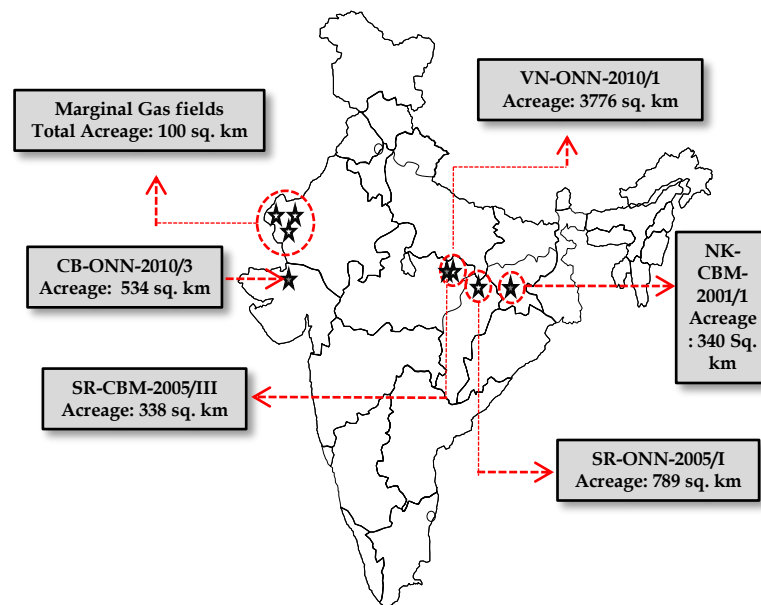 VN-ONN-2010/1
Acreage: 3776 sq. km
Marginal Gas fields
Total Acreage: 100 sq. km
CB-ONN-2010/3
Acreage:  534 sq. km
NK-
CBM-
2001/1
Acreage
: 340 Sq.
km
SR-CBM-2005/III
Acreage: 338 sq. km
SR-ONN-2005/I
Acreage: 789 sq. km